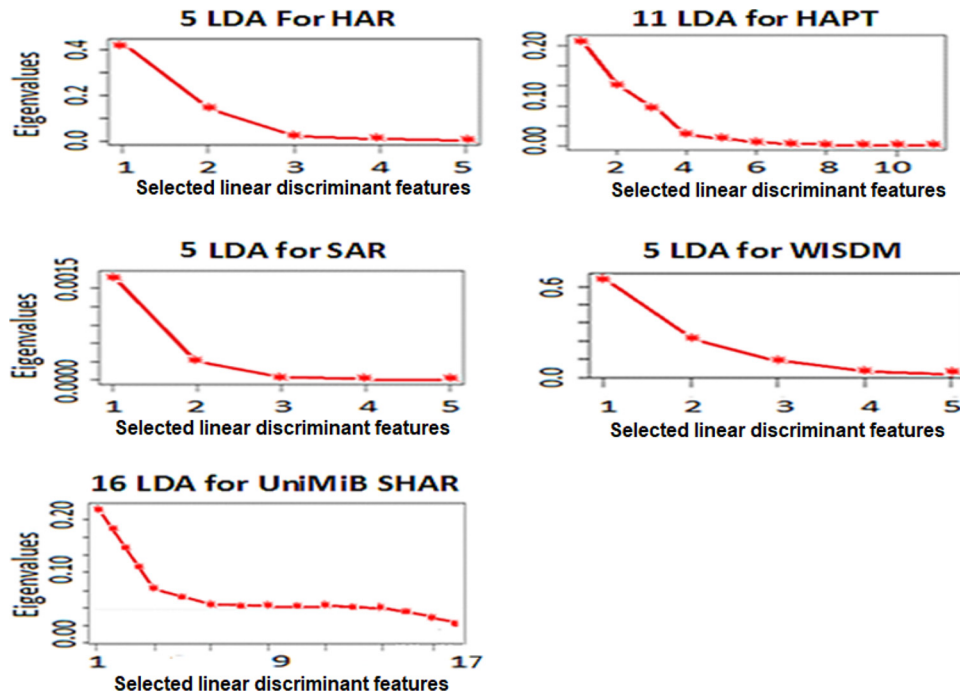 5 LDA For HAR
Eigenvalues
0.4
0.2
0.0
1 2 3 4 5
Selected linear discriminant features
11 LDA for HAPT
0.20
0.10
0.00
2 4 6 8 10
Selected linear discriminant features
5 LDA for SAR
Eigenvalues
0.0015
0.0000
1 2 3 4 5
Selected linear discriminant features
5 LDA for WISDM
0.6
0.0
1 2 3 4 5
Selected linear discriminant features
16 LDA for UniMiB SHAR
Eigenvalues
0.20
0.10
0.00
1 9 17
Selected linear discriminant features